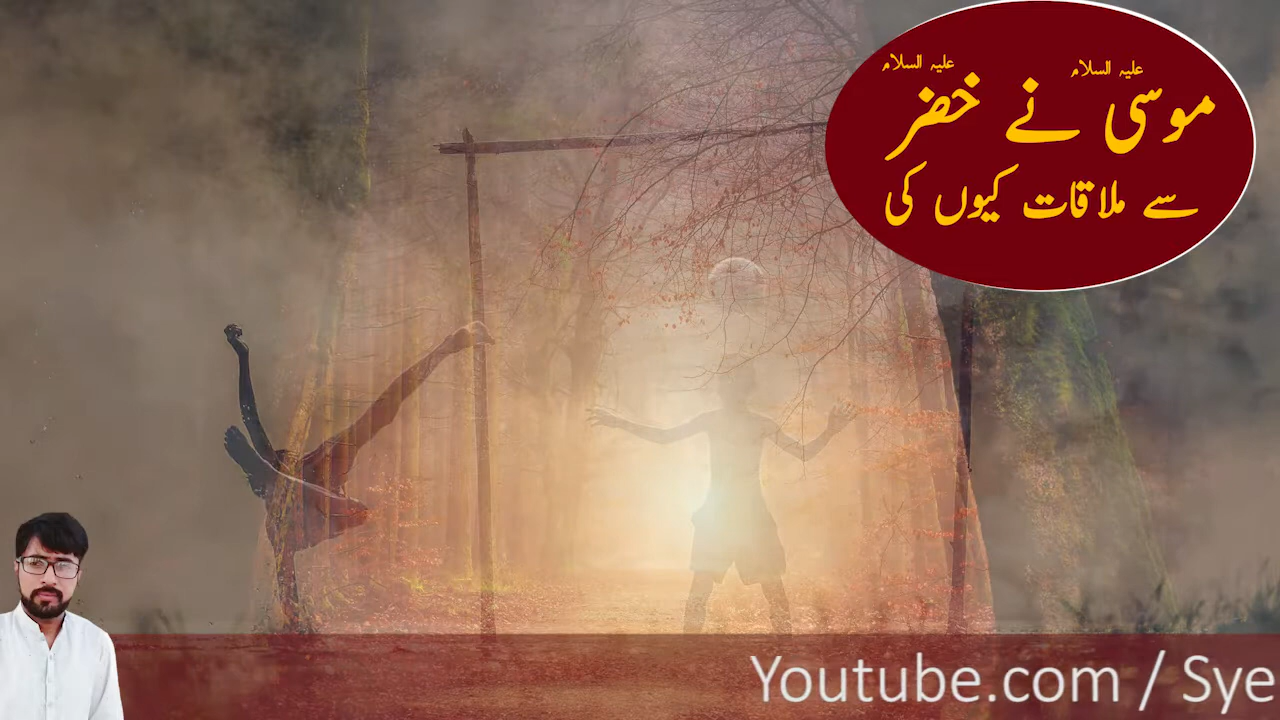 علیہ السلام علیہ السلام
موسی نے خضر
سے ملاقات کیوں کی
Youtube.com / Sye